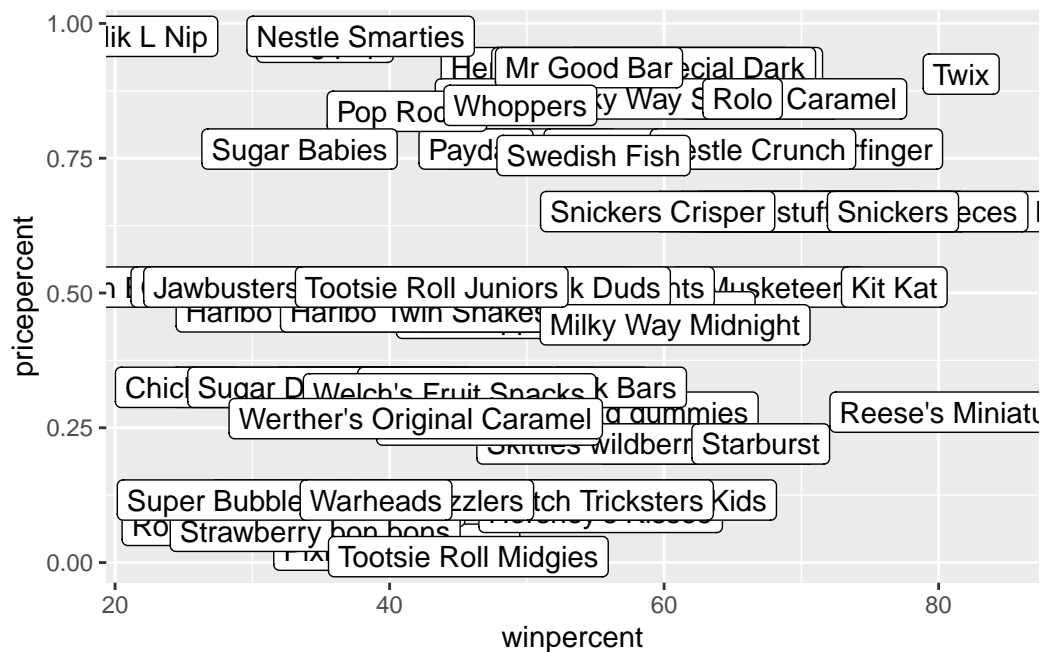 1.00
lik L Nip
Nestle Smarties
Mr Good Bar
ecial Dark
Twix
Pop Roc
Whoppers
ky Way S
Rolo
Caramel
0.75
Sugar Babies
Payda
Swedish Fish
estle Crunch
rfinger
Snickers Crisper
stuff
Snickers
eces
0.50
Jawbusters
Tootsie Roll Juniors
k Duds
nts
Musketeer
Kit Kat
Haribo
Haribo Twin Snakes
Milky Way Midnight
Chic
Sugar D
Welch's Fruit Snacks
k Bars
0.25
Werther's Original Caramel
d gummies
Reese's Miniatu
Skittles wildberr
Starburst
Super Bubble
Warheads
zzlers
tch Tricksters
Kids
Ro
Strawberry bon bons
Hershey's Kisses
0.00
Pixi
Tootsie Roll Midgies
20
40
60
80
winpercent
pricepercent